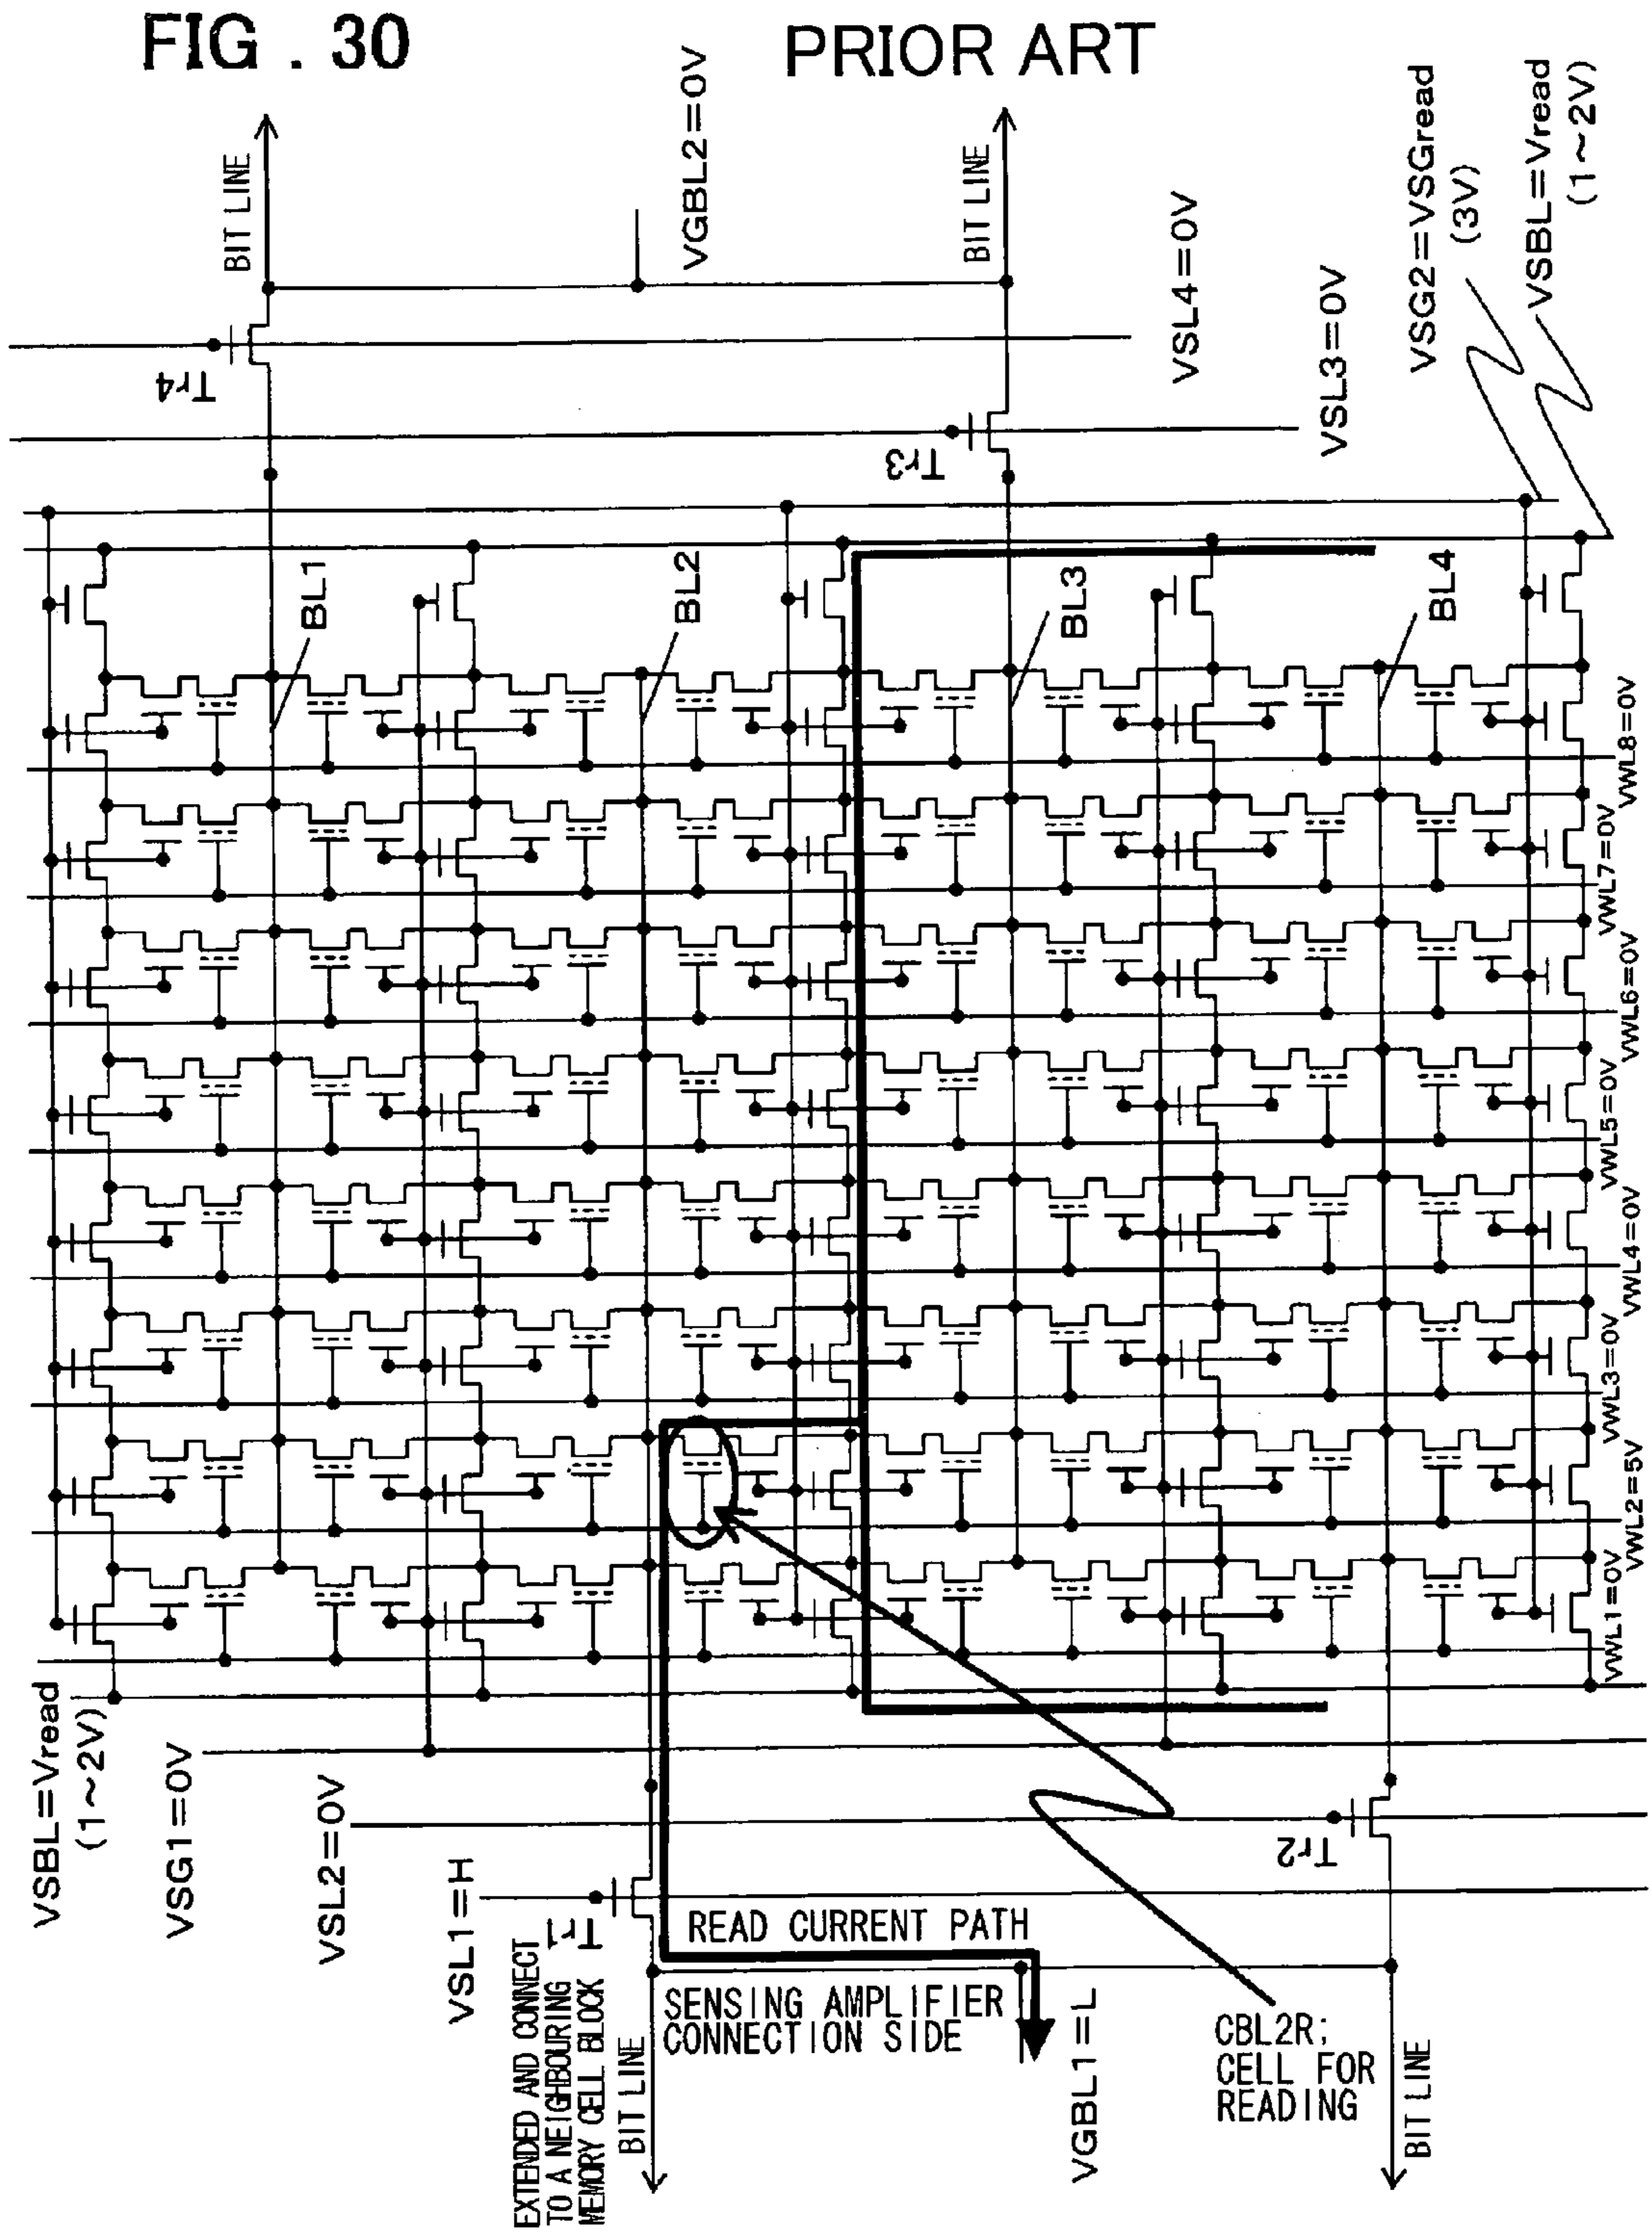 FIG . 30
PRIOR ART
BIT LINE
VGBL2=0V
BIT LINE
VSL4=0V
VSL3=0V
VSG2=VSGread
(3V)
VSBL=Vread
(1~2V)
Tr4
Tr3
BL1
BL2
BL3
BL4
VWL8=0V
VWL7=0V
VWL6=0V
VWL5=0V
VWL4=0V
VWL3=0V
VWL2=5V
VWL1=0V
VSBL=Vread
(1~2V)
VSG1=0V
VSL2=0V
VSL1=H
Tr1
Tr2
READ CURRENT PATH
EXTENDED AND CONNECT
TO A NEIGHBOURING
MEMORY CELL BLOCK
BIT LINE
SENSING AMPLIFIER
CONNECTION SIDE
VGBL1=L
CBL2R;
CELL FOR
READING
BIT LINE